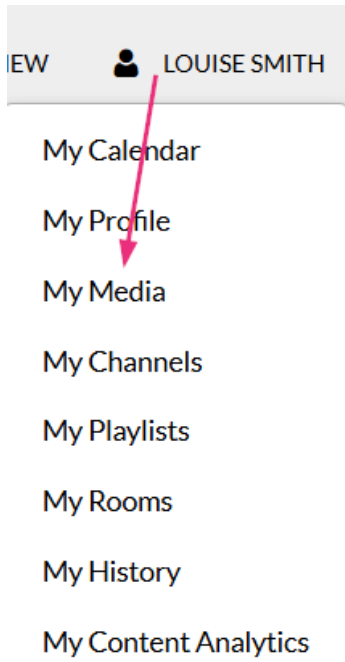 IEW LOUISE SMITH
My Calendar
My Profile
My Media
My Channels
My Playlists
My Rooms
My History
My Content Analytics